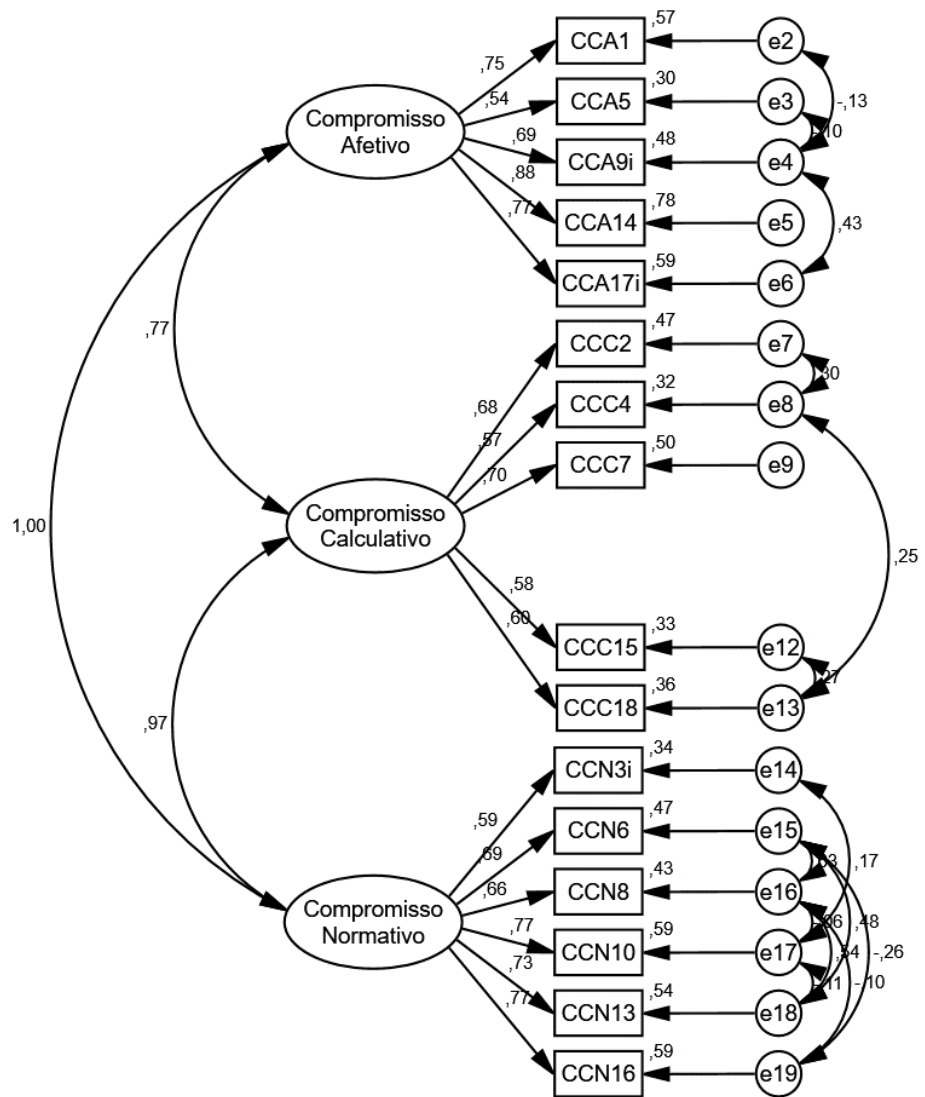 ,57
CCA1
e2
,75
-,13
,30
CCA5
e3
,54
Compromisso
Afetivo
,69
,48
CCA9i
e4
,88
,78
CCA14
e5
,43
,77
,59
CCA17i
e6
,77
,47
CCC2
e7
,68
,32
CCC4
e8
,57
,50
CCC7
e9
,70
1,00
Compromisso
Calculativo
,25
,58
,33
CCC15
e12
,60
,36
CCC18
e13
,97
,34
CCN3i
e14
,59
,47
CCN6
e15
,69
,17
,43
CCN8
e16
,66
Compromisso
Normativo
,48
,77
,59
CCN10
e17
,54
-,26
,73
-,10
,54
CCN13
e18
,77
,59
CCN16
e19